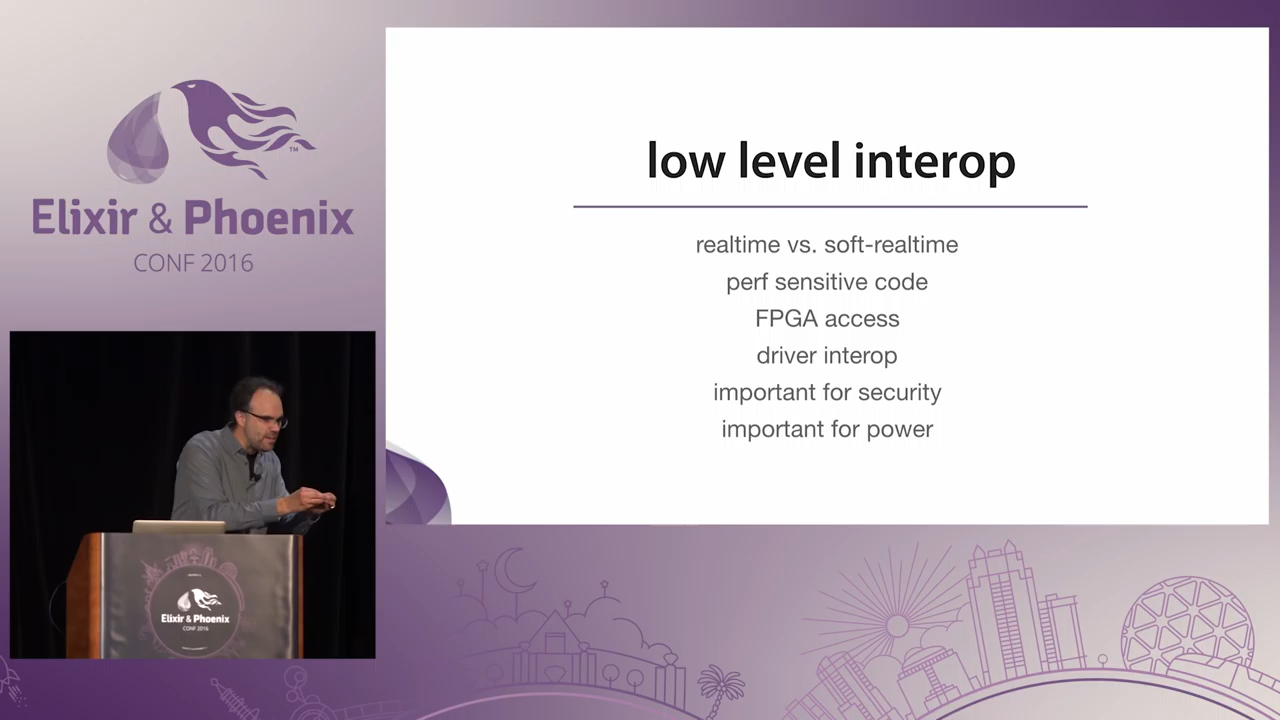 Elixir & Phoenix
CONF 2016
TM
low level interop
realtime vs. soft-realtime
perf sensitive code
FPGA access
driver interop
important for security
important for power
Elixir & Phoenix
CONF 2016